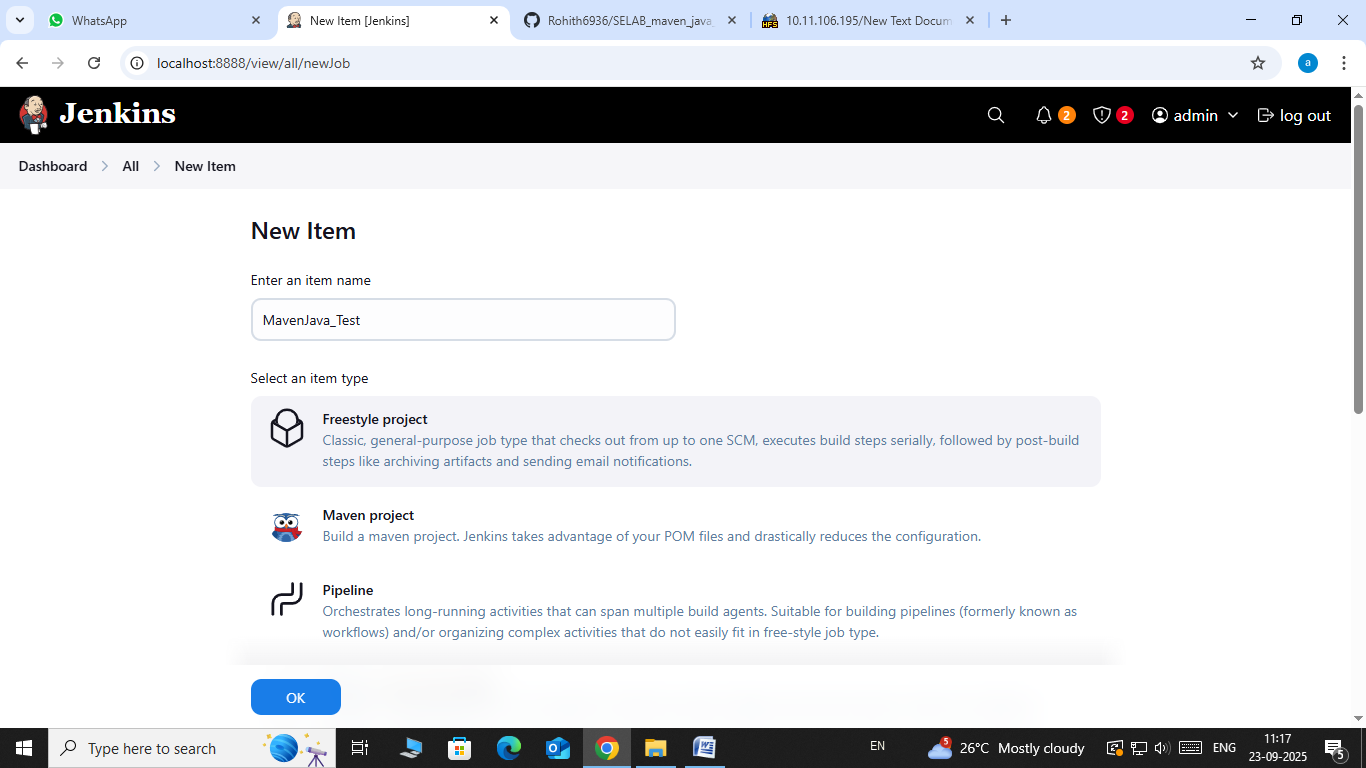 WhatsApp
New Item [Jenkins]
Rohith6936/SELAB_maven_java_
HFS
10.11.106.195/New Text Docum
localhost:8888/view/all/newJob
a
Jenkins
2
2
admin
log out
Dashboard
All
New Item
New Item
Enter an item name
MavenJava_Test
Select an item type
Freestyle project
Classic, general-purpose job type that checks out from up to one SCM, executes build steps serially, followed by post-build
steps like archiving artifacts and sending email notifications.
Maven project
Build a maven project. Jenkins takes advantage of your POM files and drastically reduces the configuration.
Pipeline
Orchestrates long-running activities that can span multiple build agents. Suitable for building pipelines (formerly known as
workflows) and/or organizing complex activities that do not easily fit in free-style job type.
OK
Type here to search
EN
5
26°C Mostly cloudy
ENG
11:17
23-09-2025
5